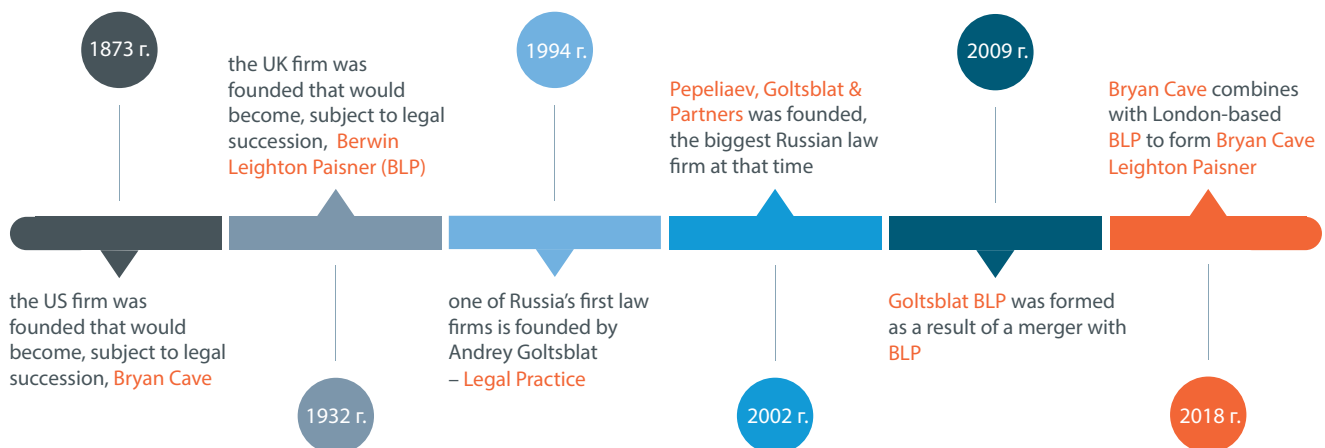 1873 г.
the US firm was
founded that would
become, subject to legal
succession, Bryan Cave
the UK firm was
founded that would
become, subject to legal
succession, Berwin
Leighton Paisner (BLP)
1932 г.
1994 г.
one of Russia’s first law
firms is founded by
Andrey Goltsblat
– Legal Practice
Pepeliaev, Goltsblat &
Partners was founded,
the biggest Russian law
firm at that time
2002 г.
2009 г.
Goltsblat BLP was formed
as a result of a merger with
BLP
Bryan Cave combines
with London-based
BLP to form Bryan Cave
Leighton Paisner
2018 г.